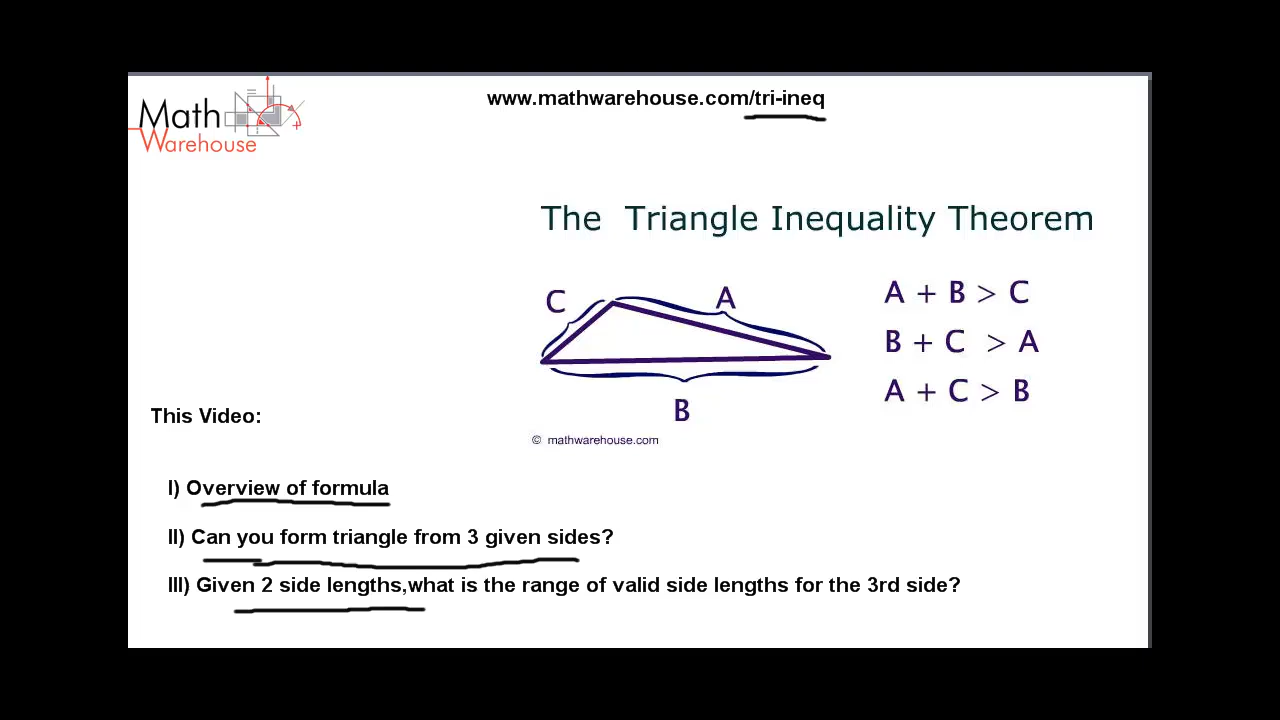 www.mathwarehouse.com/tri-ineq
Math
Warehouse
The Triangle Inequality Theorem
C
A
B
A + B > C
B + C > A
A + C > B
© mathwarehouse.com
This Video:
I) Overview of formula
II) Can you form triangle from 3 given sides?
III) Given 2 side lengths,what is the range of valid side lengths for the 3rd side?